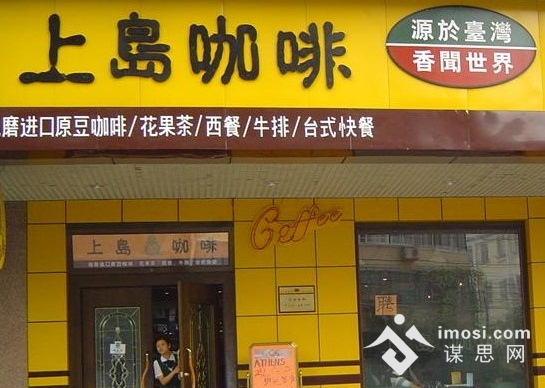 上島咖啡
源於臺灣
香聞世界
磨进口原豆咖啡/花果茶/西餐/牛排/台式快餐
Coffee
上島咖啡
聘
ATHENS
imosi.com
谋思网